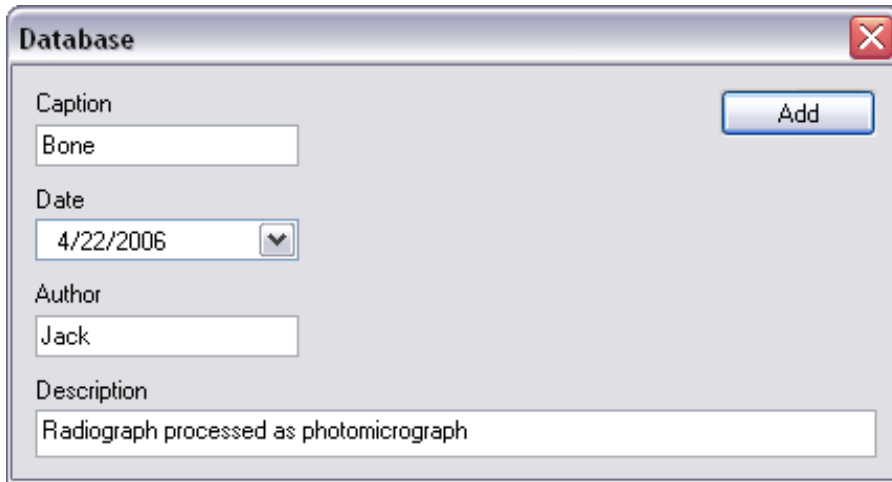 Database
Caption
Add
Bone
Date
4/22/2006
Author
Jack
Description
Radiograph processed as photomicrograph